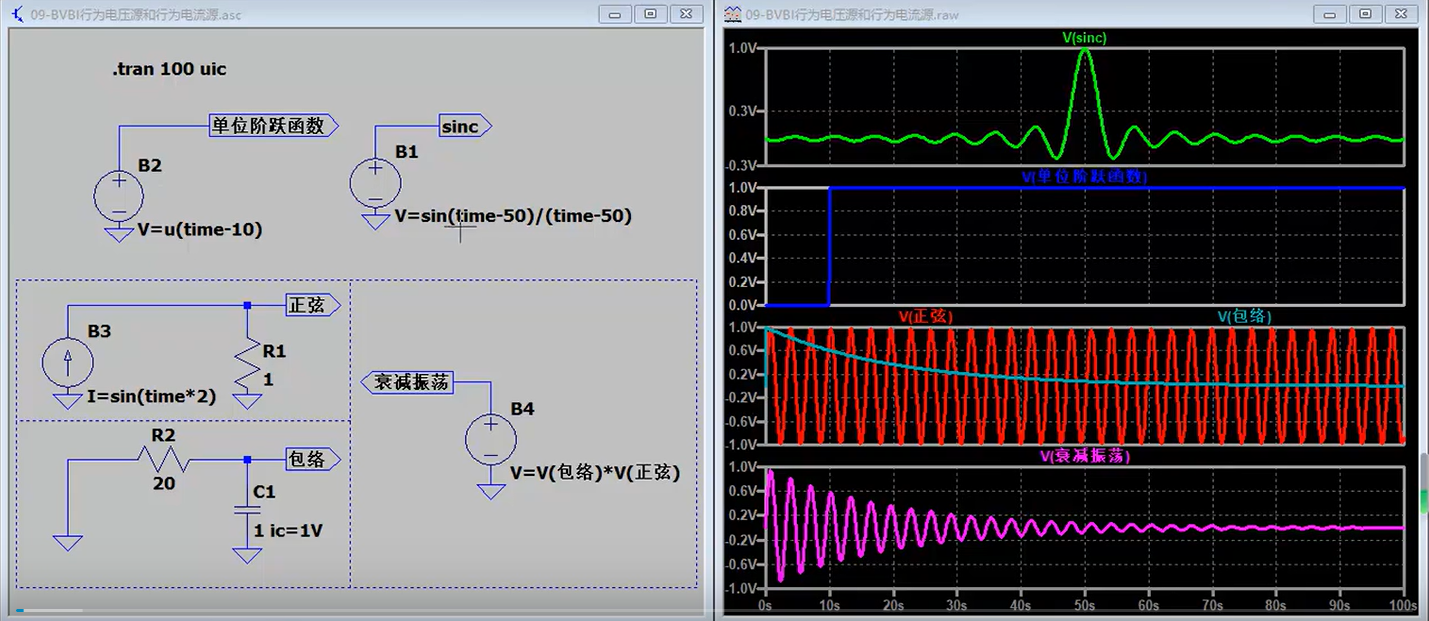 09-BVBI行为电压源和行为电流源.asc
.tran 100 uic
单位阶跃函数
sinc
B2
B1
V=u(time-10)
V=sin(time-50)/(time-50)
正弦
B3
R1
1
I=sin(time*2)
R2
20
包络
C1
1 ic=1V
衰减振荡
B4
V=V(包络)*V(正弦)
09-BVBI行为电压源和行为电流源.raw
V(sinc)
1.0V
0.3V
-0.3V
V(单位阶跃函数)
1.0V
0.8V
0.6V
0.4V
0.2V
0.0V
V(正弦) V(包络)
1.0V
0.6V
0.2V
-0.2V
-0.6V
-1.0V
V(衰减振荡)
1.0V
0.6V
0.2V
-0.2V
-0.6V
-1.0V
0s 10s 20s 30s 40s 50s 60s 70s 80s 90s 100s